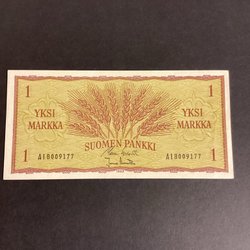 1 1
YKSI YKSI
MARKKA MARKKA
SUOMEN PANKKI
1 1
A18009177 A18009177